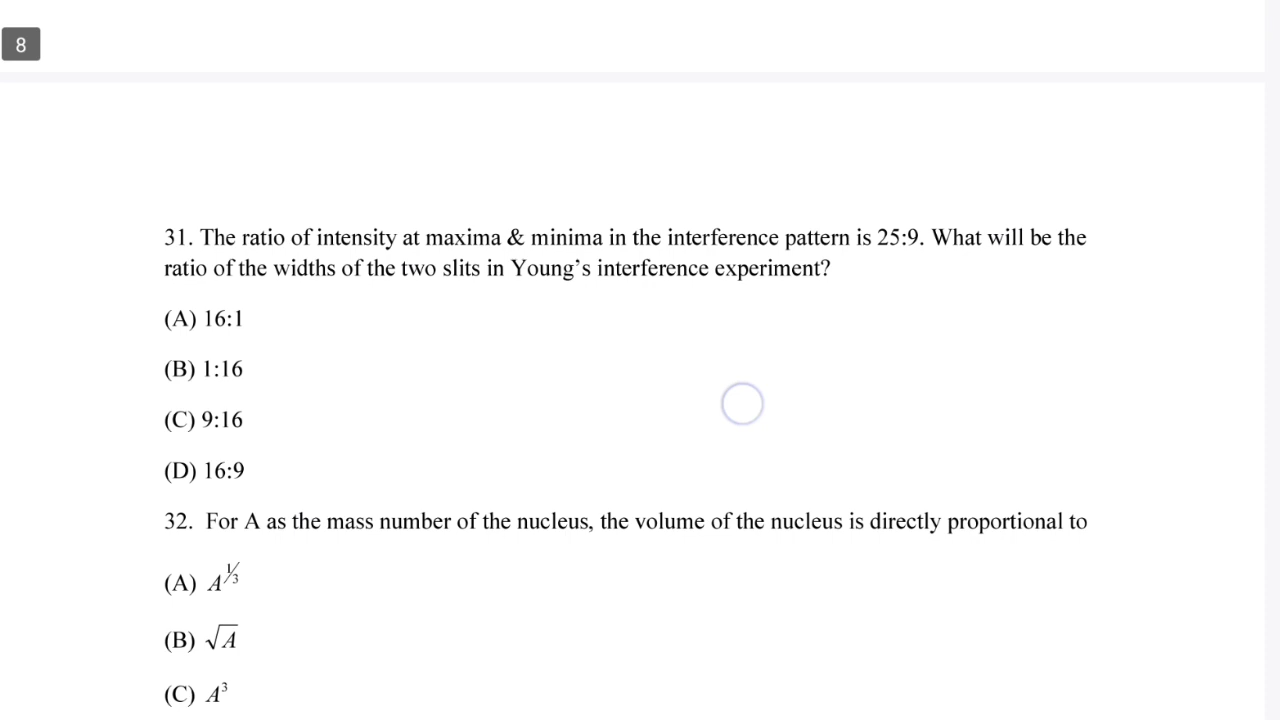 8
31. The ratio of intensity at maxima & minima in the interference pattern is 25:9. What will be the
ratio of the widths of the two slits in Young’s interference experiment?
(A) 16:1
(B) 1:16
(C) 9:16
(D) 16:9
32.  For A as the mass number of the nucleus, the volume of the nucleus is directly proportional to
(A) A^{1/3}
(B) √A
(C) A³